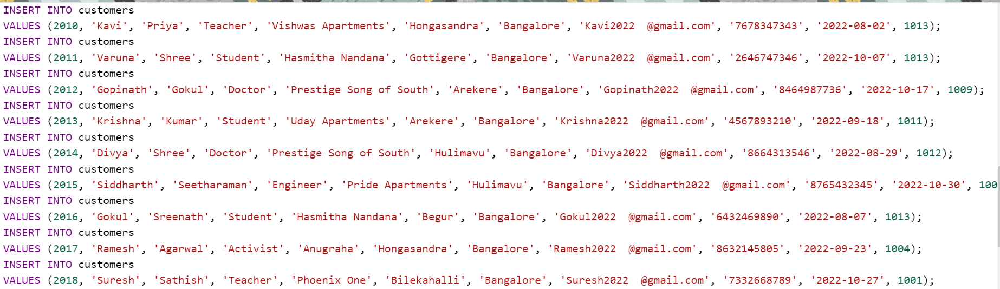 INSERT INTO customers
VALUES (2010, 'Kavi', 'Priya', 'Teacher', 'Vishwas Apartments', 'Hongasandra', 'Bangalore', 'Kavi2022  @gmail.com', '7678347343', '2022-08-02', 1013);
INSERT INTO customers
VALUES (2011, 'Varuna', 'Shree', 'Student', 'Hasmitha Nandana', 'Gottigere', 'Bangalore', 'Varuna2022  @gmail.com', '2646747346', '2022-10-07', 1013);
INSERT INTO customers
VALUES (2012, 'Gopinath', 'Gokul', 'Doctor', 'Prestige Song of South', 'Arekere', 'Bangalore', 'Gopinath2022  @gmail.com', '8464987736', '2022-10-17', 1009);
INSERT INTO customers
VALUES (2013, 'Krishna', 'Kumar', 'Student', 'Uday Apartments', 'Arekere', 'Bangalore', 'Krishna2022  @gmail.com', '4567893210', '2022-09-18', 1011);
INSERT INTO customers
VALUES (2014, 'Divya', 'Shree', 'Doctor', 'Prestige Song of South', 'Hulimavu', 'Bangalore', 'Divya2022  @gmail.com', '8664313546', '2022-08-29', 1012);
INSERT INTO customers
VALUES (2015, 'Siddharth', 'Seetharaman', 'Engineer', 'Pride Apartments', 'Hulimavu', 'Bangalore', 'Siddharth2022  @gmail.com', '8765432345', '2022-10-30', 100
INSERT INTO customers
VALUES (2016, 'Gokul', 'Sreenath', 'Student', 'Hasmitha Nandana', 'Begur', 'Bangalore', 'Gokul2022  @gmail.com', '6432469890', '2022-08-07', 1013);
INSERT INTO customers
VALUES (2017, 'Ramesh', 'Agarwal', 'Activist', 'Anugraha', 'Hongasandra', 'Bangalore', 'Ramesh2022  @gmail.com', '8632145805', '2022-09-23', 1004);
INSERT INTO customers
VALUES (2018, 'Suresh', 'Sathish', 'Teacher', 'Phoenix One', 'Bilekahalli', 'Bangalore', 'Suresh2022  @gmail.com', '7332668789', '2022-10-27', 1001);